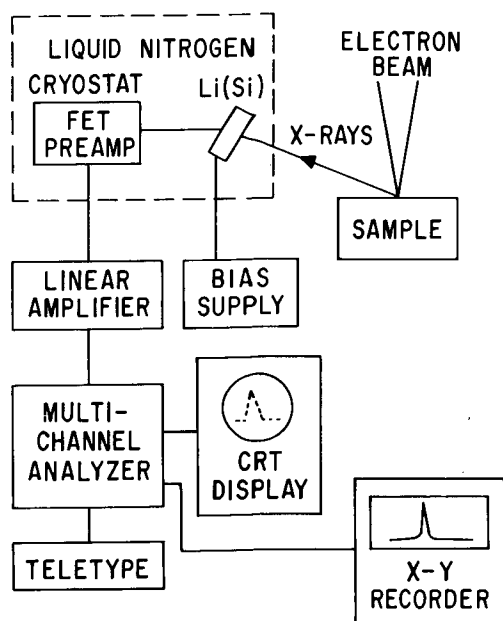 LIQUID NITROGEN
CRYOSTAT
Li(Si)
FET
PREAMP
ELECTRON
BEAM
X-RAYS
SAMPLE
LINEAR
AMPLIFIER
BIAS
SUPPLY
MULTI-
CHANNEL
ANALYZER
CRT
DISPLAY
TELETYPE
X-Y
RECORDER